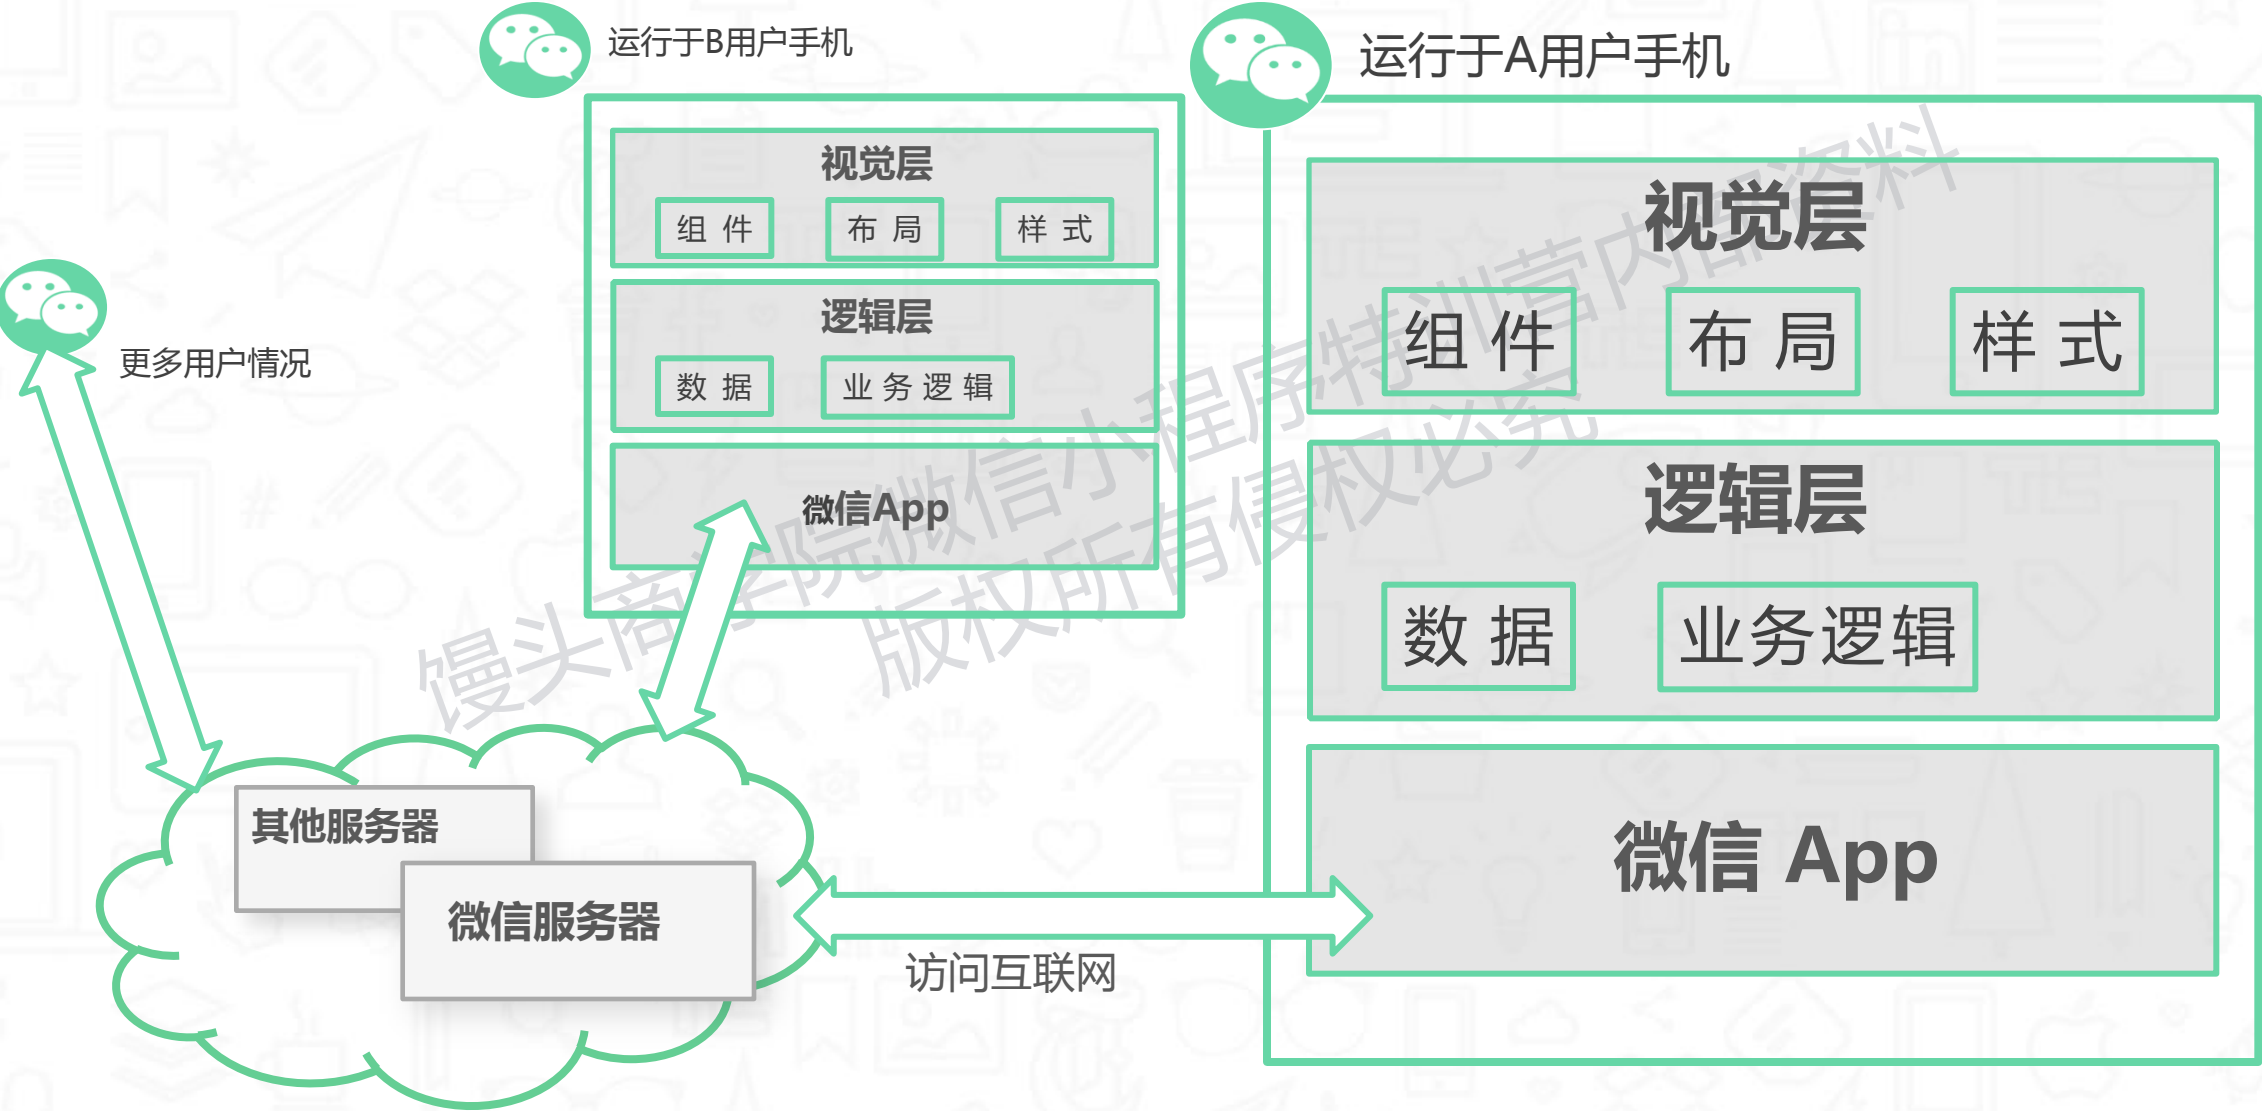 运行于B用户手机
视觉层
组 件
布 局
样 式
逻辑层
数 据
业 务 逻 辑
微信App
运行于A用户手机
视觉层
组 件
布 局
样 式
逻辑层
数 据
业务逻辑
微信 App
更多用户情况
其他服务器
微信服务器
访问互联网
馒头商学院微信小程序特训营内部资料
版权所有侵权必究